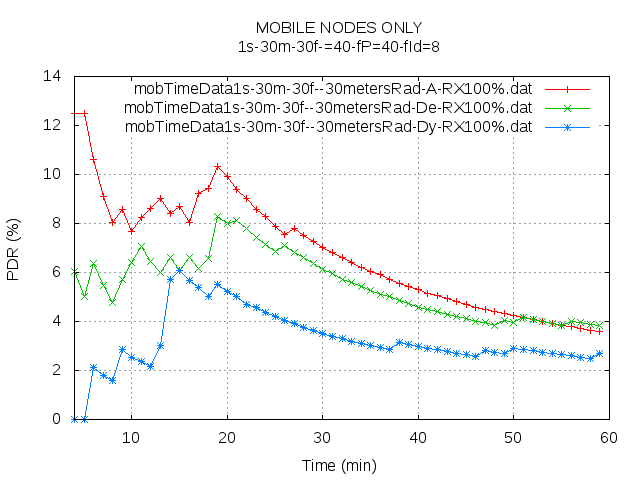 MOBILE NODES ONLY
1s-30m-30f-=40-fP=40-fId=8
mobTimeData1s-30m-30f--30metersRad-A-RX100%.dat
mobTimeData1s-30m-30f--30metersRad-De-RX100%.dat
mobTimeData1s-30m-30f--30metersRad-Dy-RX100%.dat
14
12
10
8
6
4
2
0
PDR (%)
10 20 30 40 50 60
Time (min)